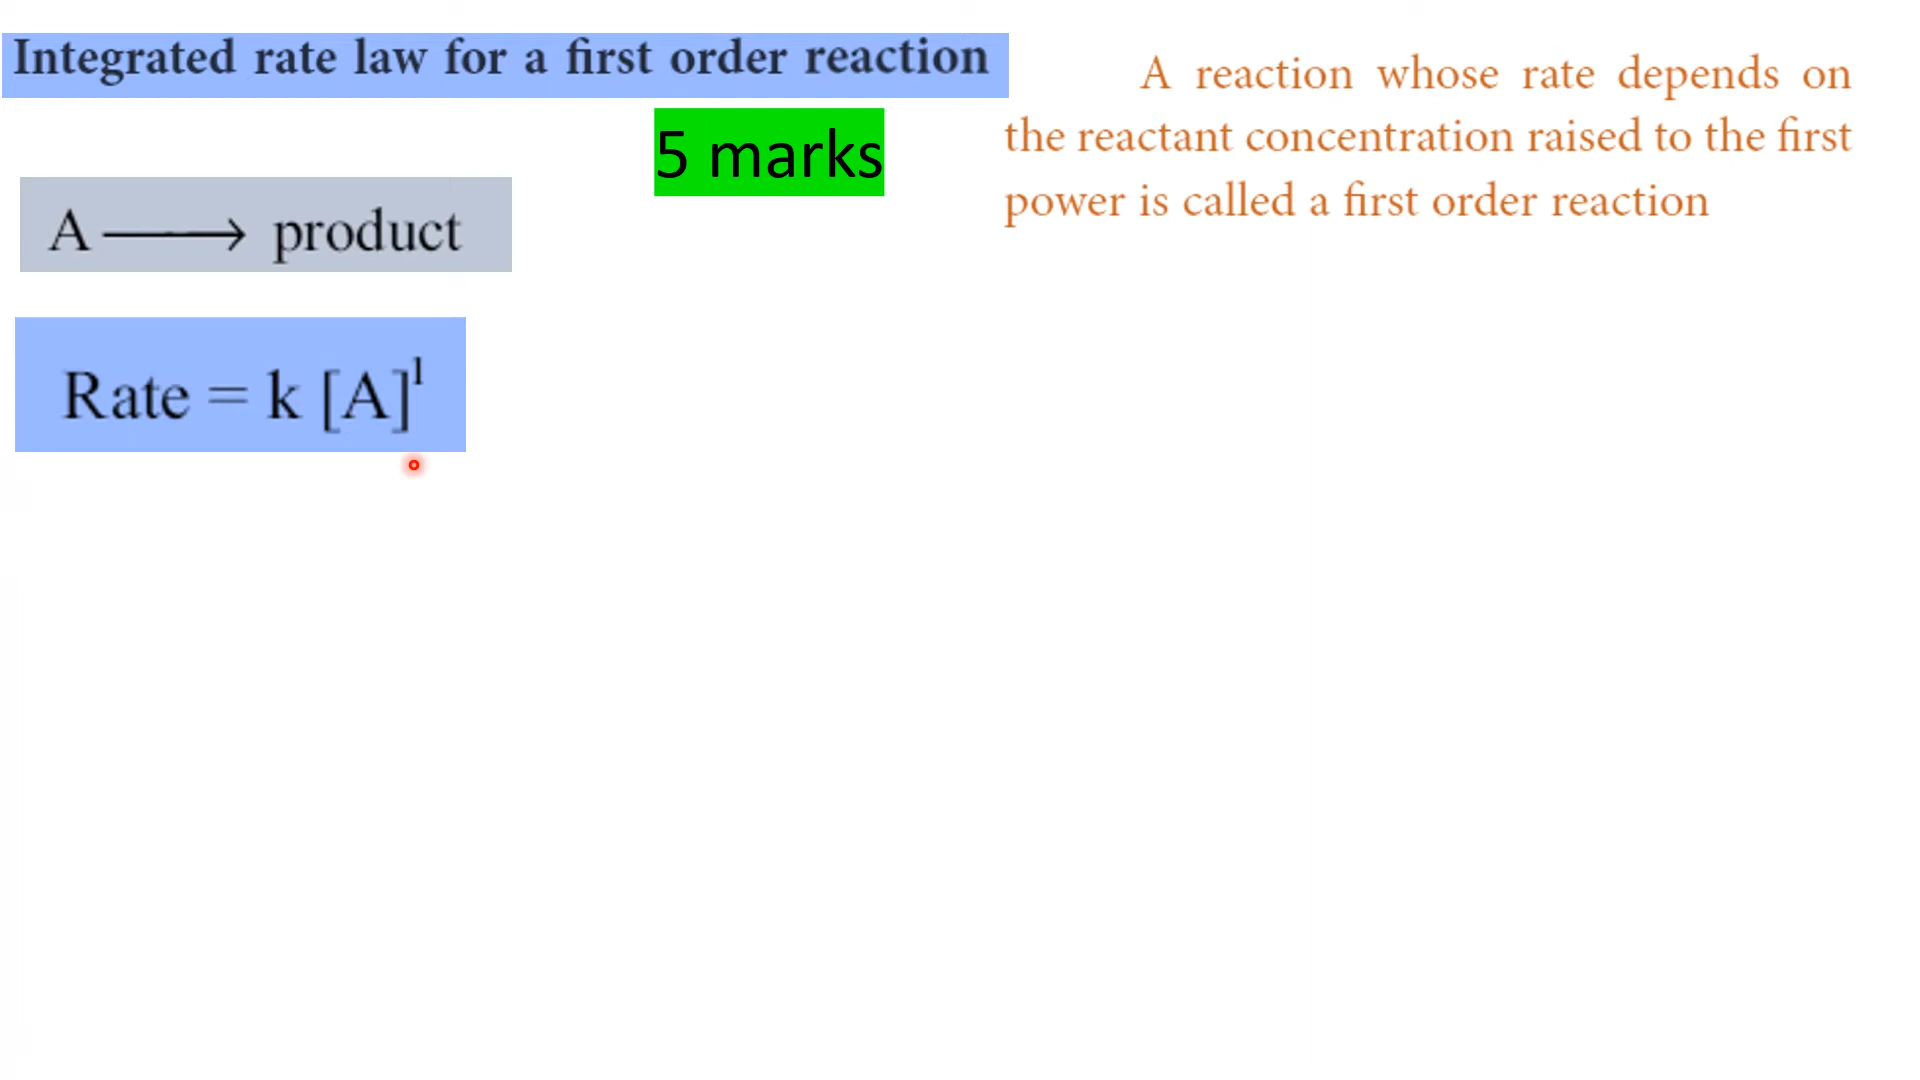 Integrated rate law for a first order reaction
5 marks
A ⟶ product
Rate = k [A]¹
A reaction whose rate depends on
the reactant concentration raised to the first
power is called a first order reaction